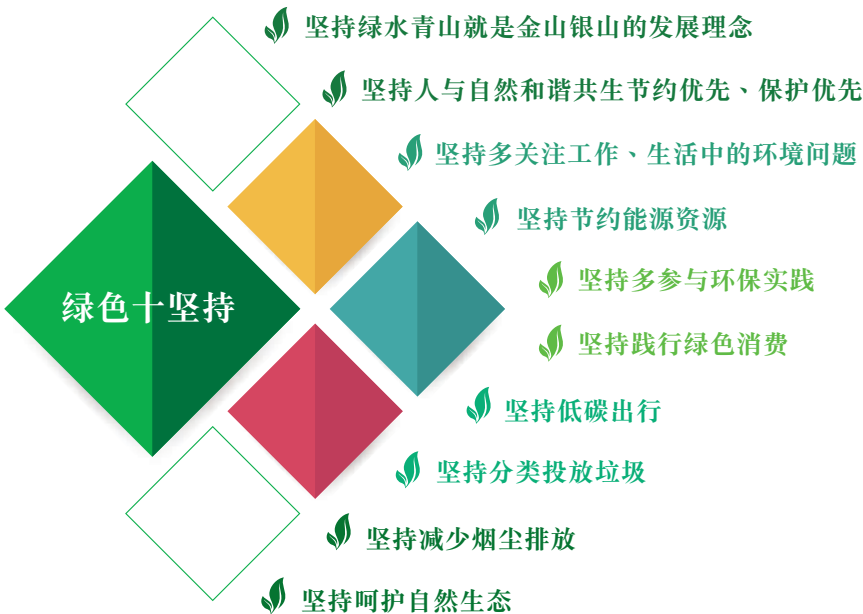 坚持绿水青山就是金山银山的发展理念
坚持人与自然和谐共生节约优先、保护优先
坚持多关注工作、生活中的环境问题
坚持节约能源资源
坚持多参与环保实践
绿色十坚持
坚持践行绿色消费
坚持低碳出行
坚持分类投放垃圾
坚持减少烟尘排放
坚持呵护自然生态